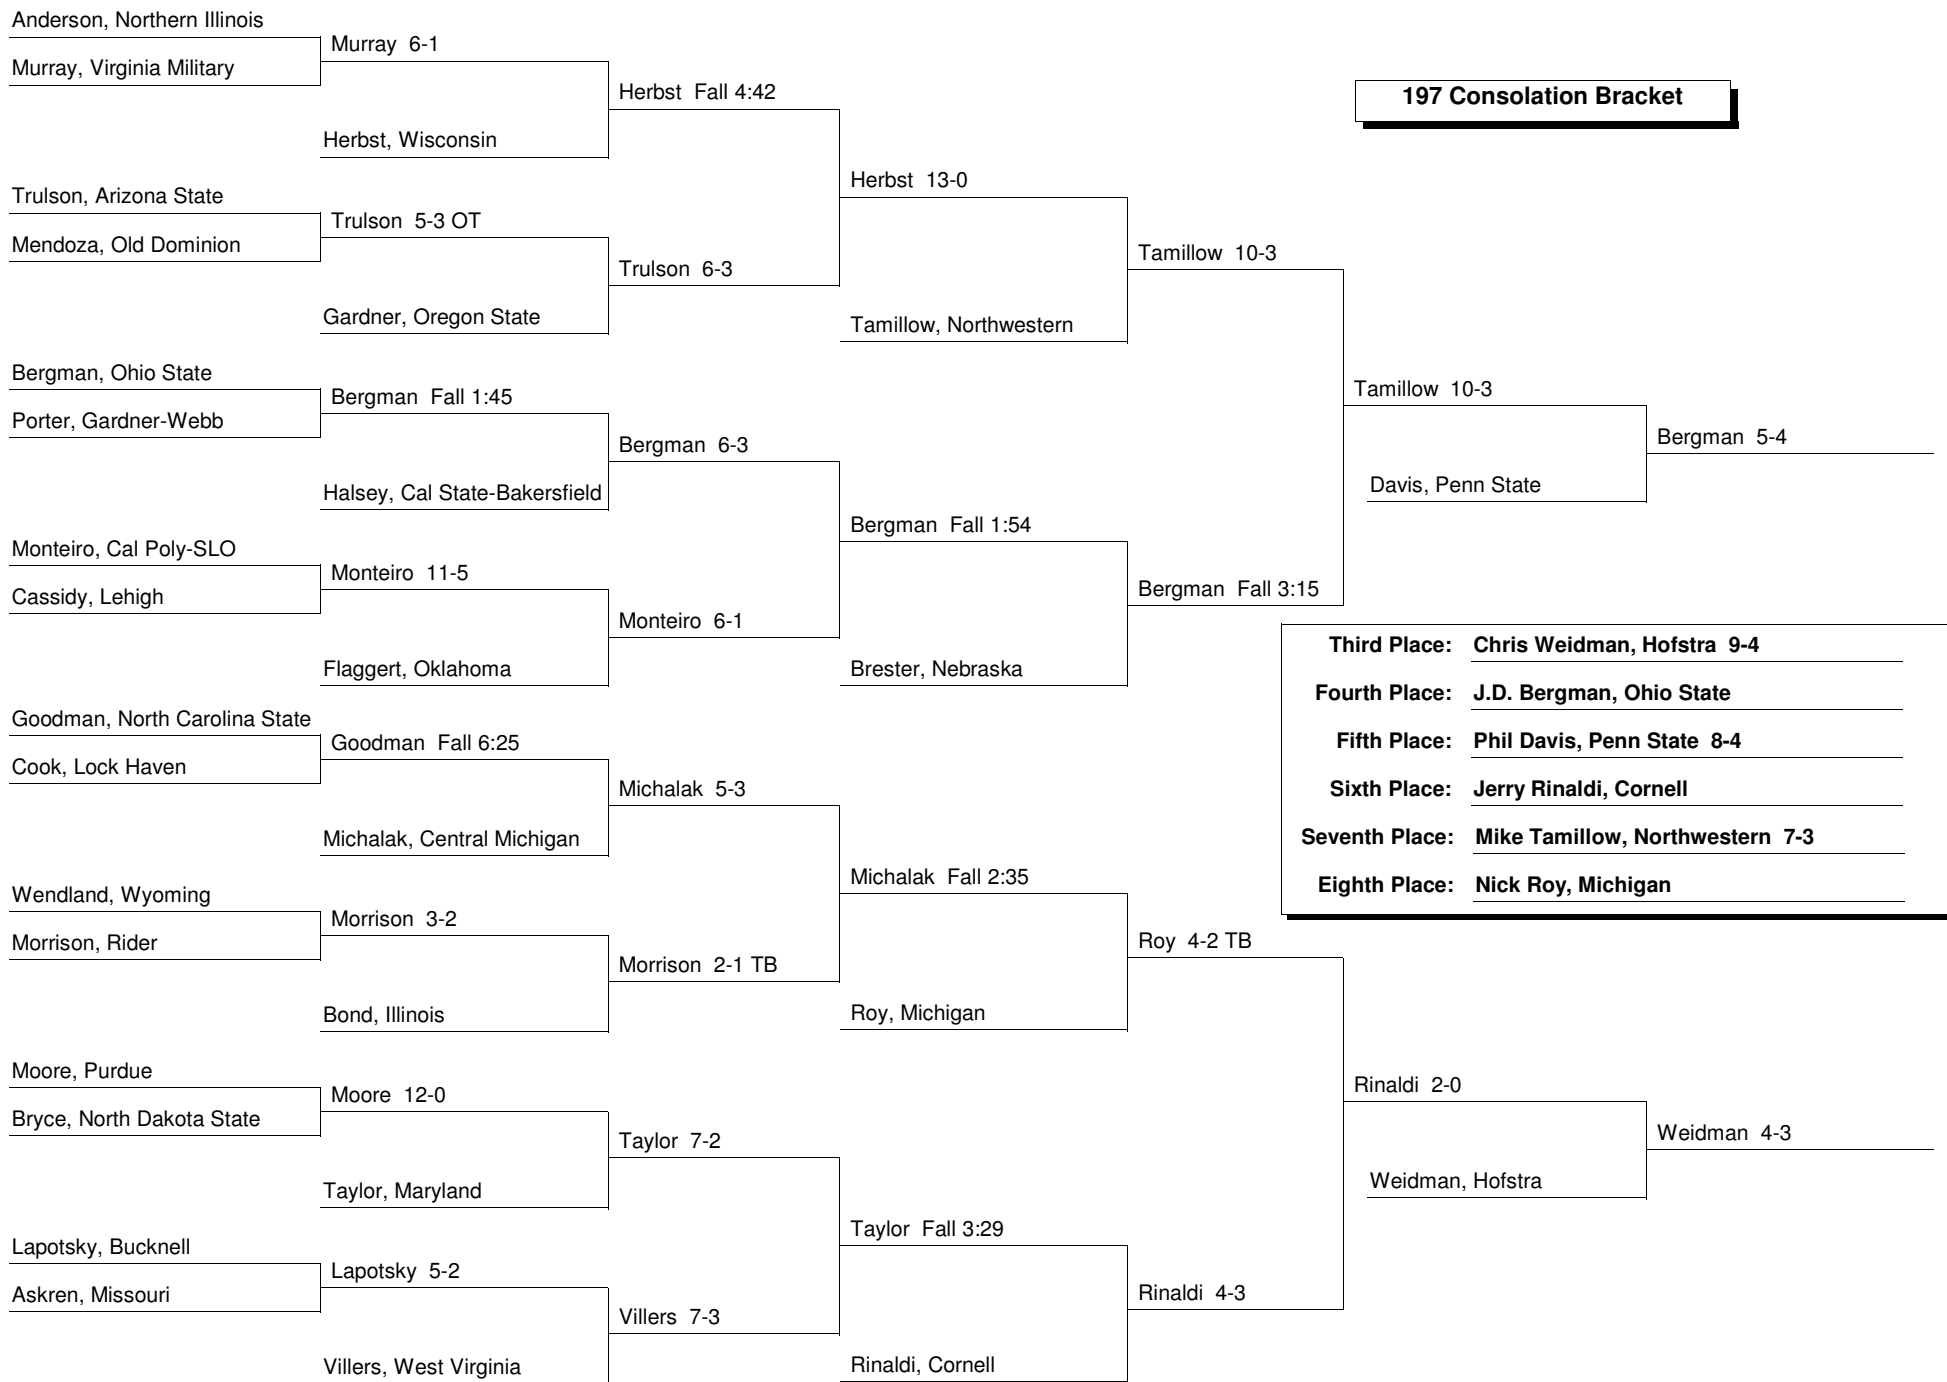 Anderson, Northern Illinois
Murray, Virginia Military
Trulson, Arizona State
Mendoza, Old Dominion
Bergman, Ohio State
Porter, Gardner-Webb
Monteiro, Cal Poly-SLO
Cassidy, Lehigh
Goodman, North Carolina State
Cook, Lock Haven
Wendland, Wyoming
Morrison, Rider
Moore, Purdue
Bryce, North Dakota State
Lapotsky, Bucknell
Askren, Missouri
Murray 6-1
Herbst, Wisconsin
Trulson 5-3 OT
Gardner, Oregon State
Bergman Fall 1:45
Halsey, Cal State-Bakersfield
Monteiro 11-5
Flaggert, Oklahoma
Goodman Fall 6:25
Michalak, Central Michigan
Morrison 3-2
Bond, Illinois
Moore 12-0
Taylor, Maryland
Lapotsky 5-2
Villers, West Virginia
Herbst Fall 4:42
Trulson 6-3
Bergman 6-3
Monteiro 6-1
Michalak 5-3
Morrison 2-1 TB
Taylor 7-2
Villers 7-3
Herbst 13-0
Tamillow, Northwestern
Bergman Fall 1:54
Brester, Nebraska
Michalak Fall 2:35
Roy, Michigan
Taylor Fall 3:29
Rinaldi, Cornell
Tamillow 10-3
Bergman Fall 3:15
Roy 4-2 TB
Rinaldi 4-3
197 Consolation Bracket
Tamillow 10-3
Davis, Penn State
Rinaldi 2-0
Weidman, Hofstra
Bergman 5-4
Weidman 4-3
Third Place: Chris Weidman, Hofstra 9-4
Fourth Place: J.D. Bergman, Ohio State
Fifth Place: Phil Davis, Penn State 8-4
Sixth Place: Jerry Rinaldi, Cornell
Seventh Place: Mike Tamillow, Northwestern 7-3
Eighth Place: Nick Roy, Michigan